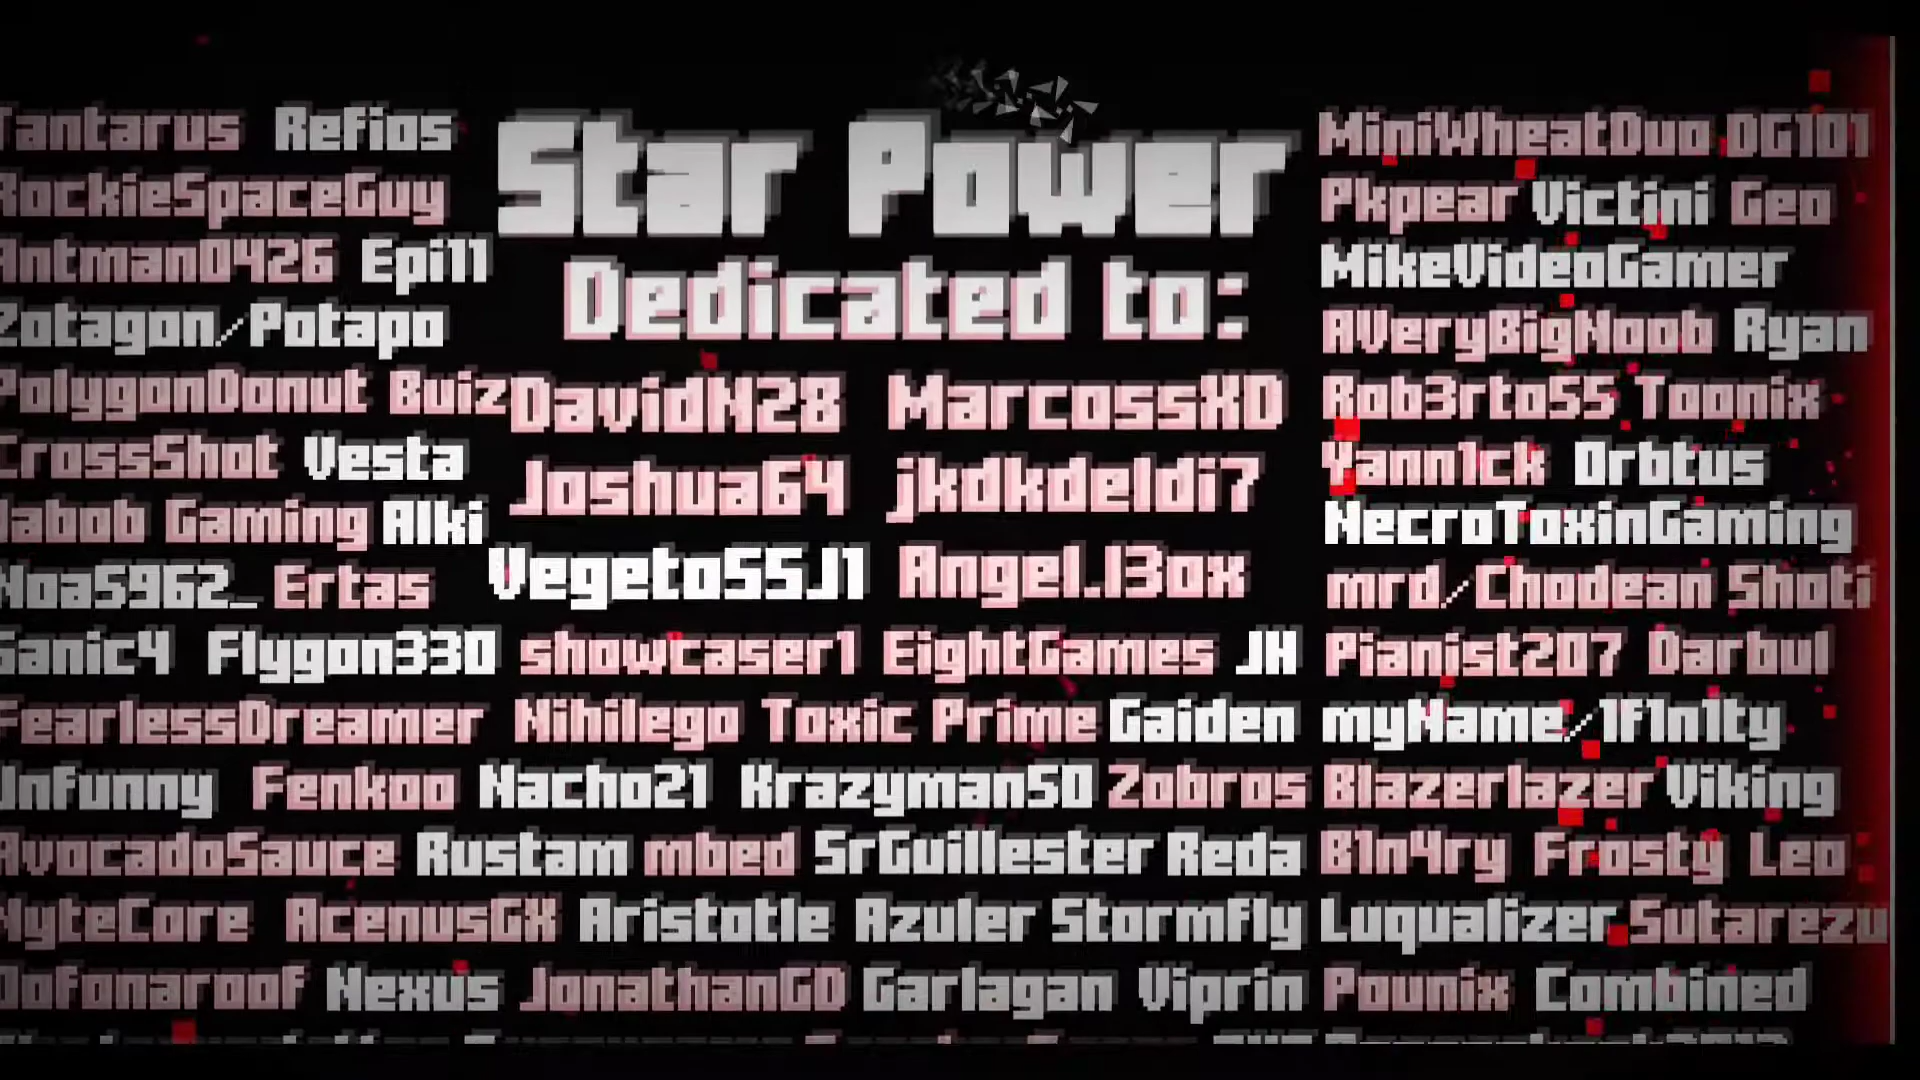 Tantarus Refios
Star Power
MiniWheatDuo DG101
RockieSpaceGuy
Pkpear Victini Geo
Antman0426 Epi11
Dedicated to:
MikeVideoGamer
Zotagon/Potapo
AVeryBigNoob Ryan
PolygonDonut Buiz
DavidN28 MarcossXD
Rob3rto55 Toonix
CrossShot Vesta
Joshua64 jkdkdeldi7
Yann1ck Orbtus
Jabob Gaming Alki
NecroToxinGaming
Noa5962_ Ertas
Vegeto55J1 Angel.13ox
mrd/Chodean Shoti
Sanic4 Flygon330 showcaser1 EightGames JH Pianist207 Darbul
FearlessDreamer Nihilego Toxic Prime Gaiden myName/1f1n1ty
Unfunny Fenkoo Nacho21 Krazyman50 Zobros Blazerlazer Viking
AvocadoSauce Rustam mbed SrGuillester Reda B1n4ry Frosty Leo
NyteCore AcenusGX Aristotle Azuler Stormfly Luqualizer Sutarezu
Oofonaroof Nexus JonathanGD Garlagan Viprin Pounix Combined